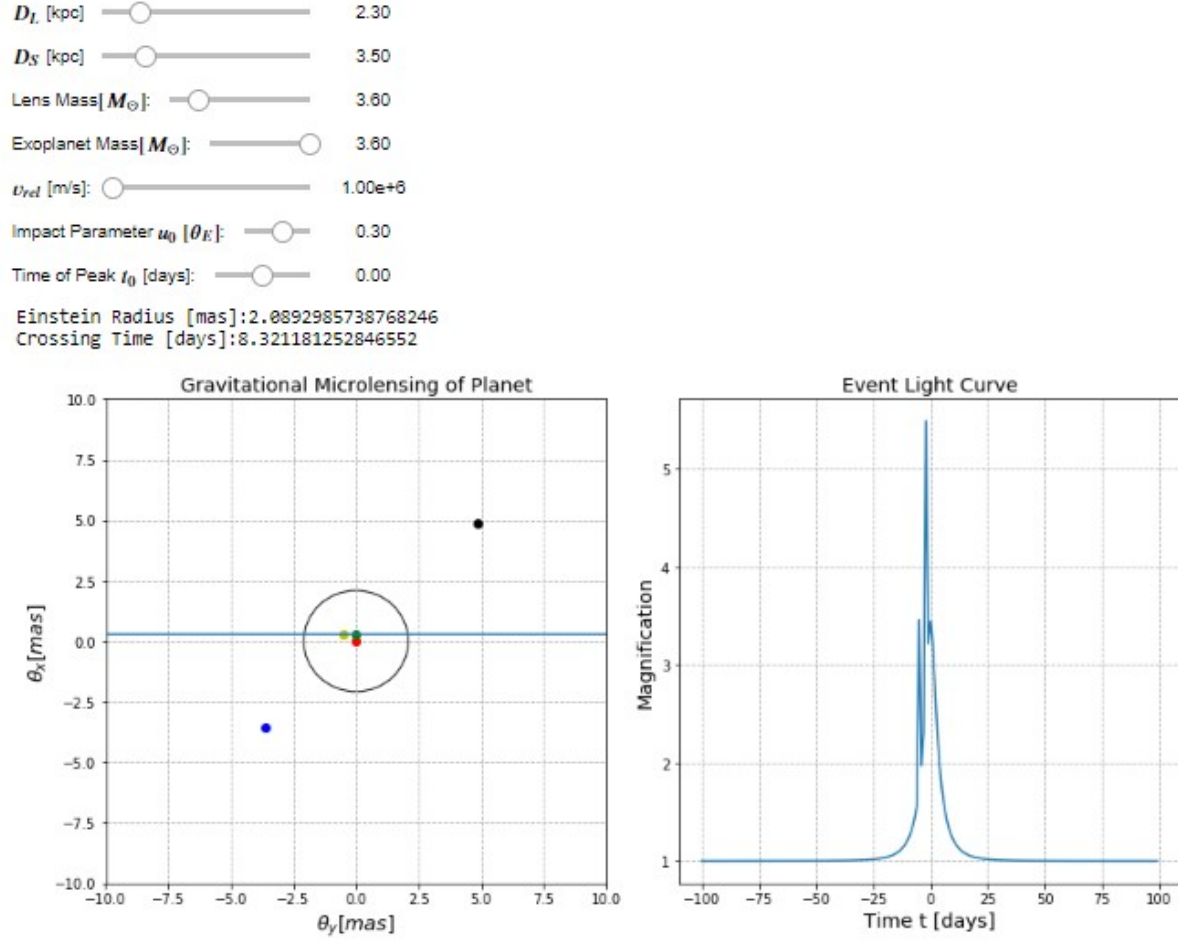 D_L [kpc] 2.30
D_S [kpc] 3.50
Lens Mass[M_⊙]: 3.60
Exoplanet Mass[M_⊙]: 3.60
v_rel [m/s]: 1.00e+6
Impact Parameter u_0 [θ_E]: 0.30
Time of Peak t_0 [days]: 0.00
Einstein Radius [mas]:2.0892985738768246
Crossing Time [days]:8.321181252846552
Gravitational Microlensing of Planet
10.0
7.5
5.0
2.5
0.0
−2.5
−5.0
−7.5
−10.0
θ_x[mas]
−10.0 −7.5 −5.0 −2.5 0.0 2.5 5.0 7.5 10.0
θ_y[mas]
Event Light Curve
5
4
3
2
1
Magnification
−100 −75 −50 −25 0 25 50 75 100
Time t [days]